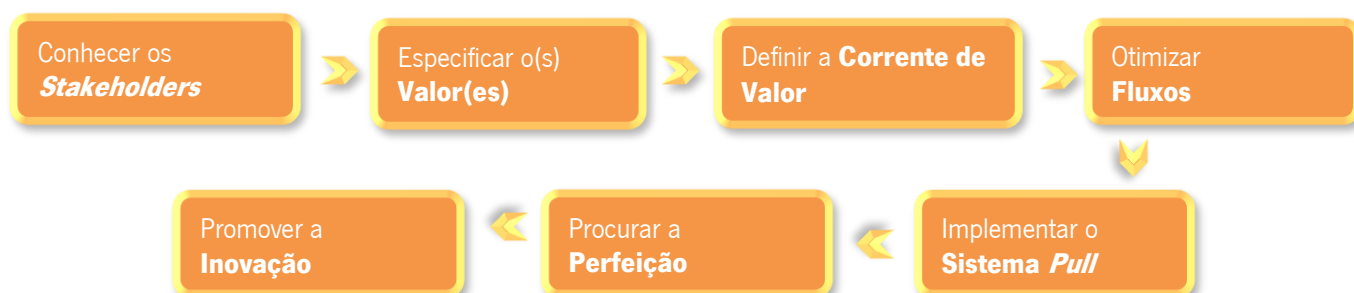 Conhecer os
Stakeholders
Especificar o(s)
Valor(es)
Definir a Corrente de
Valor
Otimizar
Fluxos
Implementar o
Sistema Pull
Procurar a
Perfeição
Promover a
Inovação